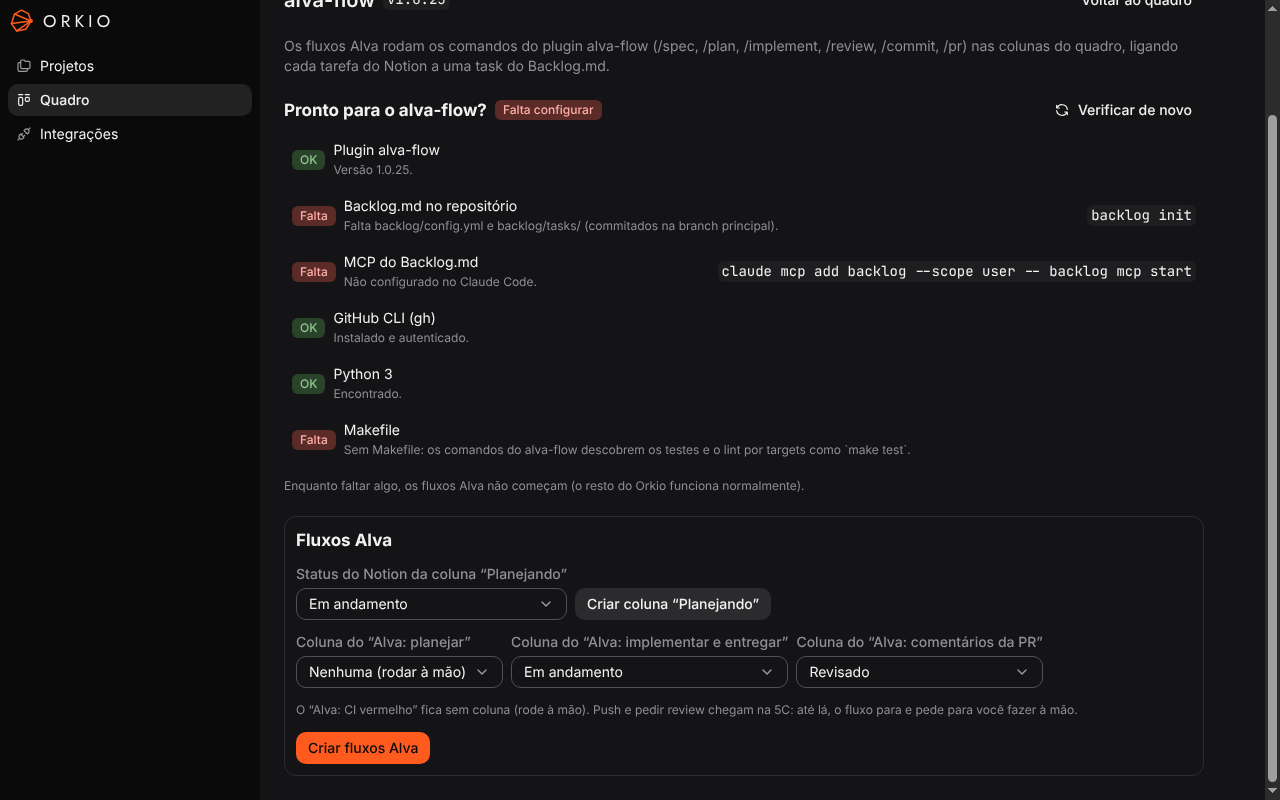 ORKIO
Projetos
Quadro
Integrações
alva-flow v1.0.25
Voltar ao quadro
Os fluxos Alva rodam os comandos do plugin alva-flow (/spec, /plan, /implement, /review, /commit, /pr) nas colunas do quadro, ligando
cada tarefa do Notion a uma task do Backlog.md.
Pronto para o alva-flow? Falta configurar
Verificar de novo
OK Plugin alva-flow
Versão 1.0.25.
Falta Backlog.md no repositório
Falta backlog/config.yml e backlog/tasks/ (commitados na branch principal).
backlog init
Falta MCP do Backlog.md
Não configurado no Claude Code.
claude mcp add backlog --scope user -- backlog mcp start
OK GitHub CLI (gh)
Instalado e autenticado.
OK Python 3
Encontrado.
Falta Makefile
Sem Makefile: os comandos do alva-flow descobrem os testes e o lint por targets como `make test`.
Enquanto faltar algo, os fluxos Alva não começam (o resto do Orkio funciona normalmente).
Fluxos Alva
Status do Notion da coluna “Planejando”
Em andamento
Criar coluna “Planejando”
Coluna do “Alva: planejar”
Nenhuma (rodar à mão)
Coluna do “Alva: implementar e entregar”
Em andamento
Coluna do “Alva: comentários da PR”
Revisado
O “Alva: CI vermelho” fica sem coluna (rode à mão). Push e pedir review chegam na 5C: até lá, o fluxo para e pede para você fazer à mão.
Criar fluxos Alva